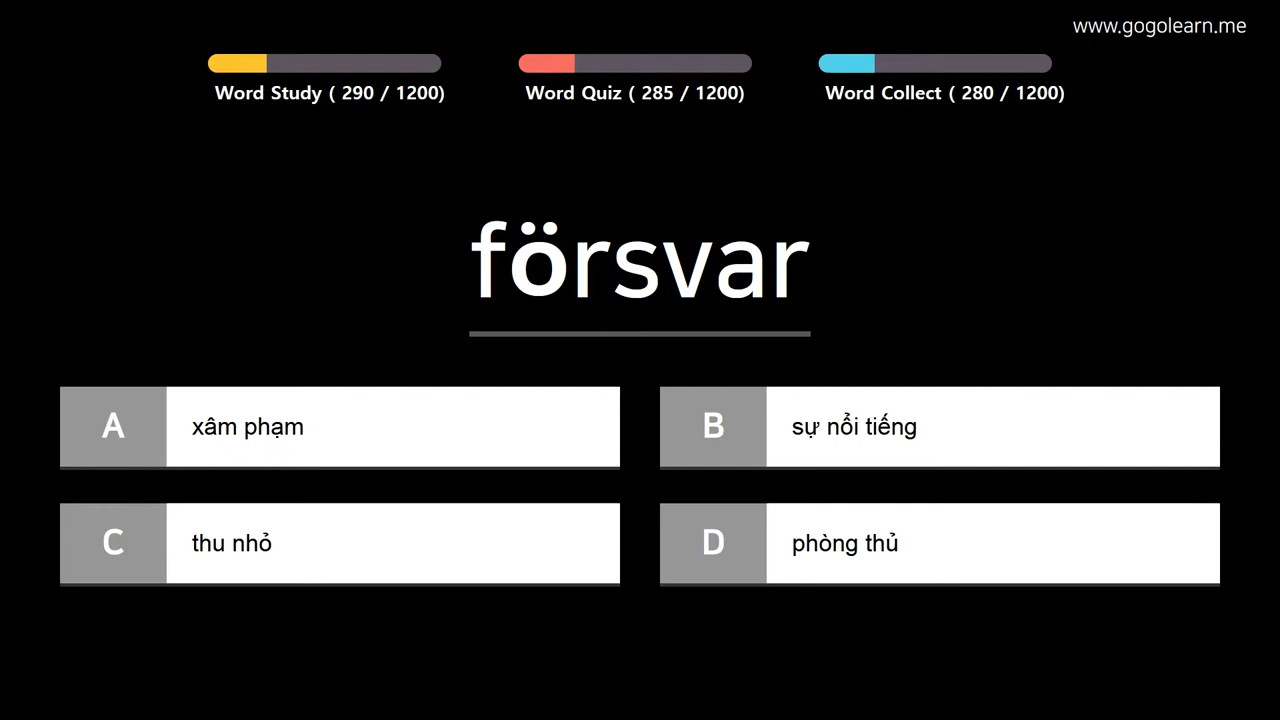 www.gogolearn.me
Word Study ( 290 / 1200)
Word Quiz ( 285 / 1200)
Word Collect ( 280 / 1200)
försvar
A
xâm phạm
B
sự nổi tiếng
C
thu nhỏ
D
phòng thủ